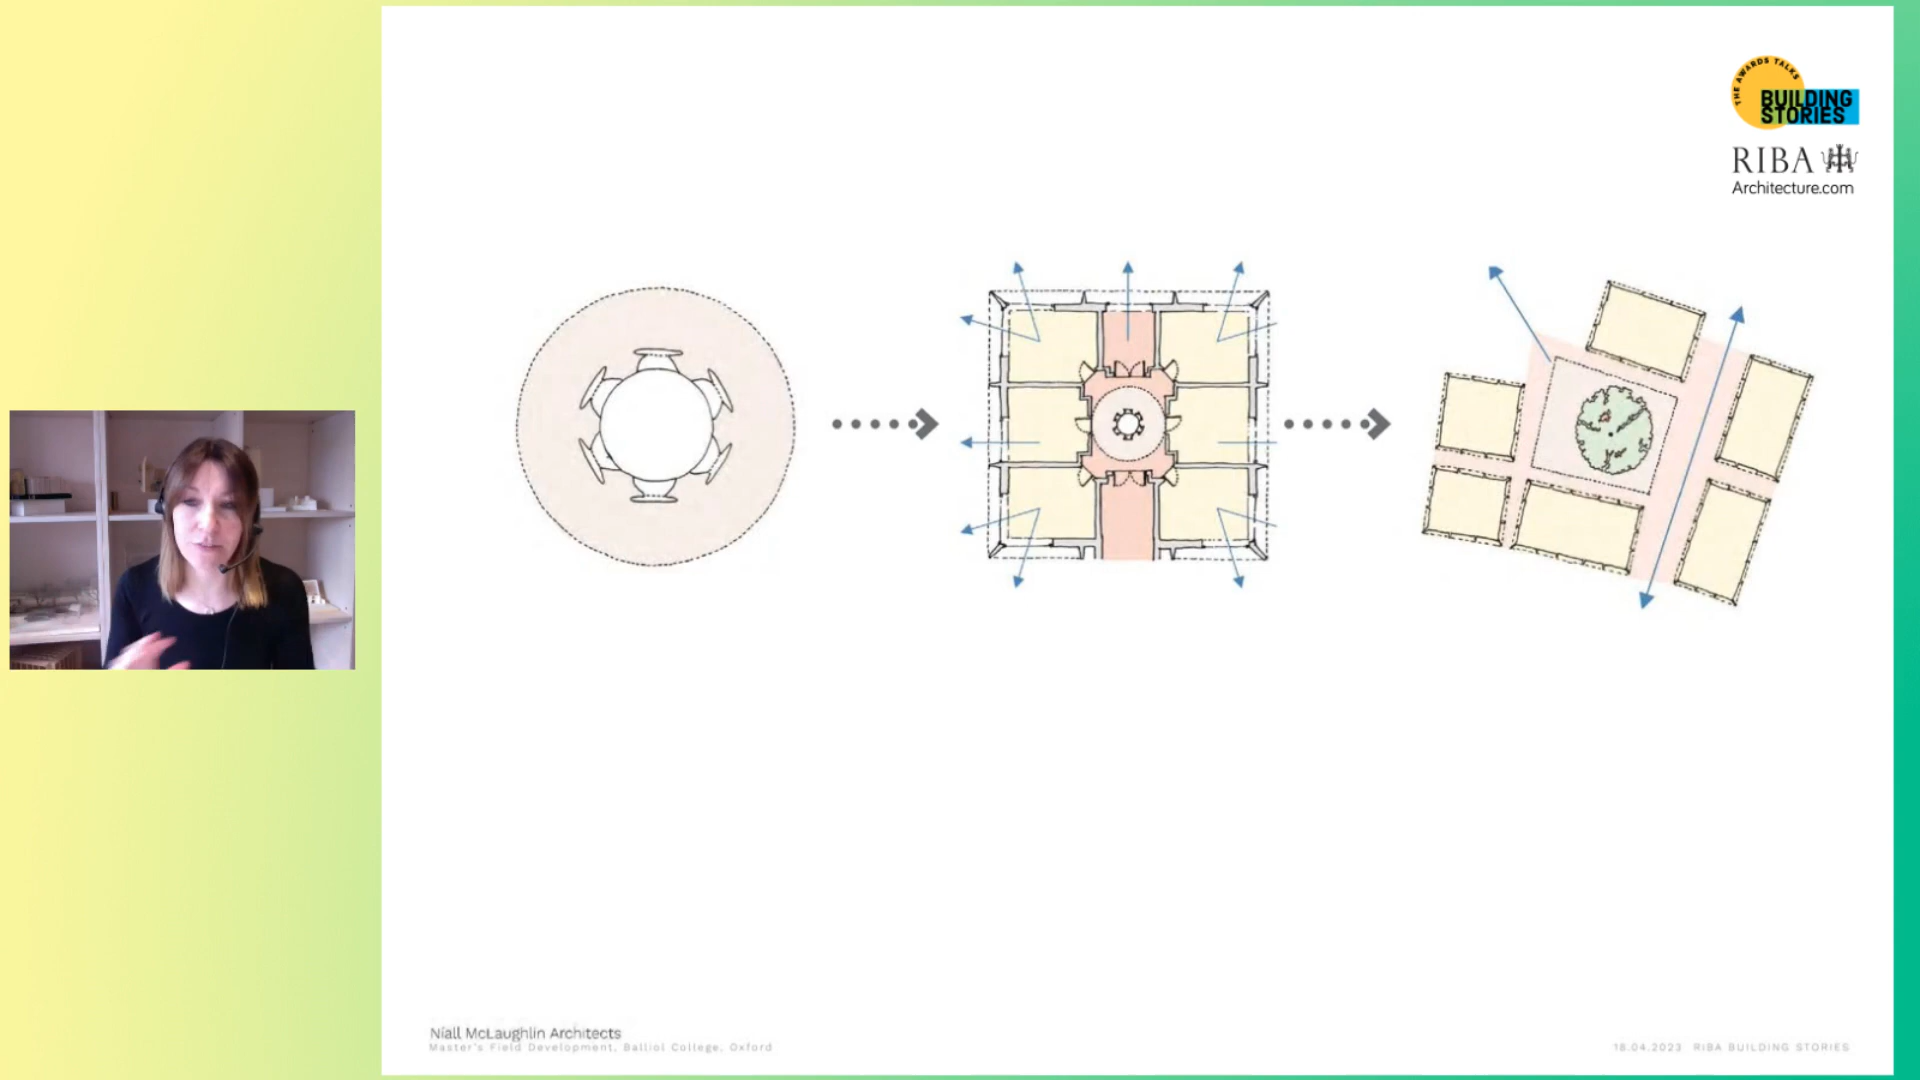 THE AWARDS TALKS
BUILDING
STORIES
RIBA
Architecture.com
Níall McLaughlin Architects
Master's Field Development, Balliol College, Oxford
18.04.2023 RIBA BUILDING STORIES